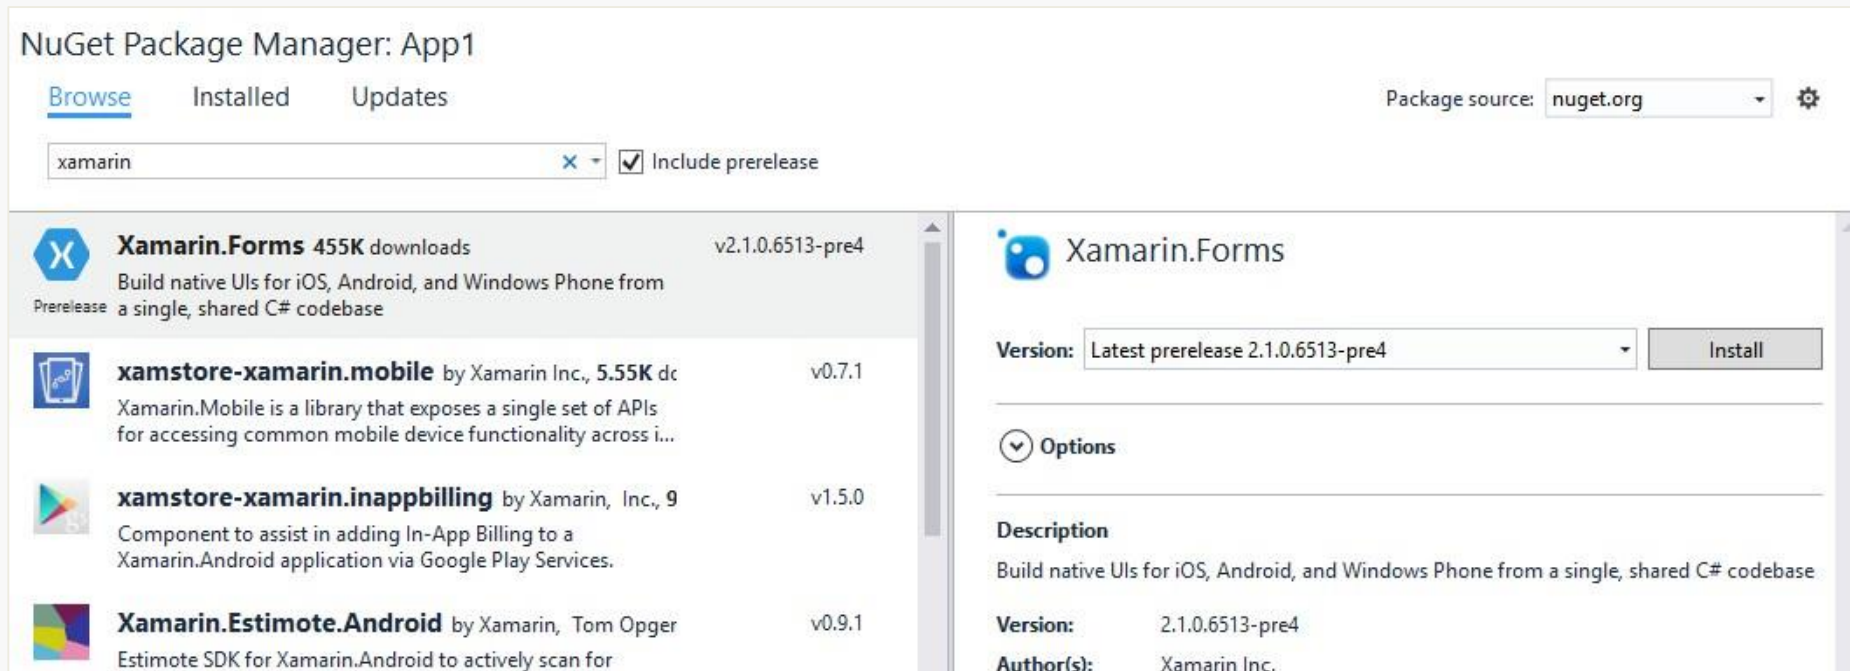 NuGet Package Manager: App1
Browse Installed Updates
Package source: nuget.org
xamarin
Include prerelease
Xamarin.Forms 455K downloads v2.1.0.6513-pre4
Build native UIs for iOS, Android, and Windows Phone from
Prerelease a single, shared C# codebase
xamstore-xamarin.mobile by Xamarin Inc., 5.55K dc v0.7.1
Xamarin.Mobile is a library that exposes a single set of APIs
for accessing common mobile device functionality across i...
xamstore-xamarin.inappbilling by Xamarin, Inc., 9 v1.5.0
Component to assist in adding In-App Billing to a
Xamarin.Android application via Google Play Services.
Xamarin.Estimote.Android by Xamarin, Tom Opger v0.9.1
Estimote SDK for Xamarin.Android to actively scan for
Xamarin.Forms
Version: Latest prerelease 2.1.0.6513-pre4 Install
Options
Description
Build native UIs for iOS, Android, and Windows Phone from a single, shared C# codebase
Version: 2.1.0.6513-pre4
Author(s): Xamarin Inc.